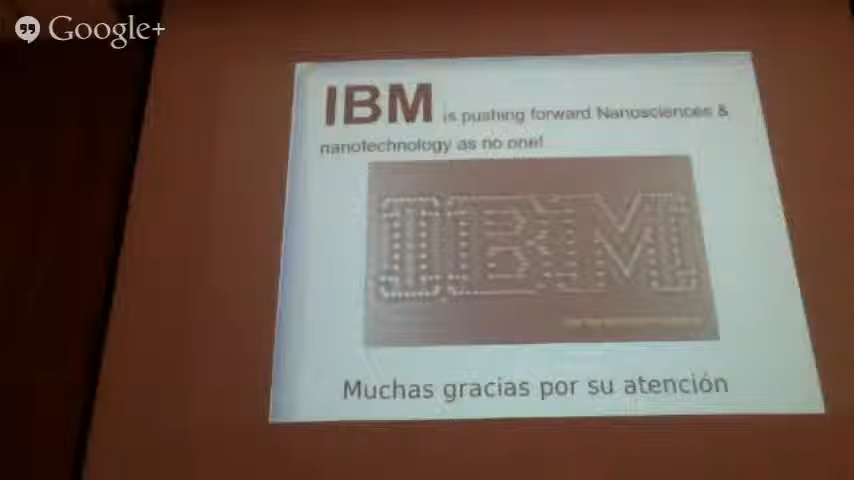 Google+
IBM is pushing forward Nanosciences &
nanotechnology as no one!
IBM
Muchas gracias por su atención